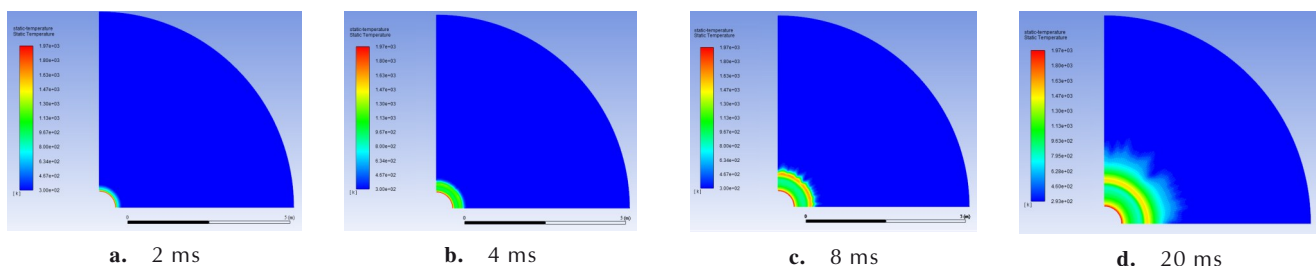 static-temperature
Static Temperature
1.97e+03
1.80e+03
1.63e+03
1.47e+03
1.30e+03
1.13e+03
9.67e+02
8.00e+02
6.34e+02
4.67e+02
3.00e+02
[ k ]
0
1 (m)
a. 2 ms
static-temperature
Static Temperature
1.97e+03
1.80e+03
1.63e+03
1.47e+03
1.30e+03
1.13e+03
9.67e+02
8.00e+02
6.34e+02
4.67e+02
3.00e+02
[ k ]
0
1 (m)
b. 4 ms
static-temperature
Static Temperature
1.97e+03
1.80e+03
1.63e+03
1.47e+03
1.30e+03
1.13e+03
9.67e+02
8.00e+02
6.34e+02
4.67e+02
3.00e+02
[ k ]
0
1 (m)
c. 8 ms
static-temperature
Static Temperature
1.97e+03
1.80e+03
1.63e+03
1.47e+03
1.30e+03
1.13e+03
9.63e+02
7.95e+02
6.28e+02
4.60e+02
2.93e+02
[ k ]
d. 20 ms